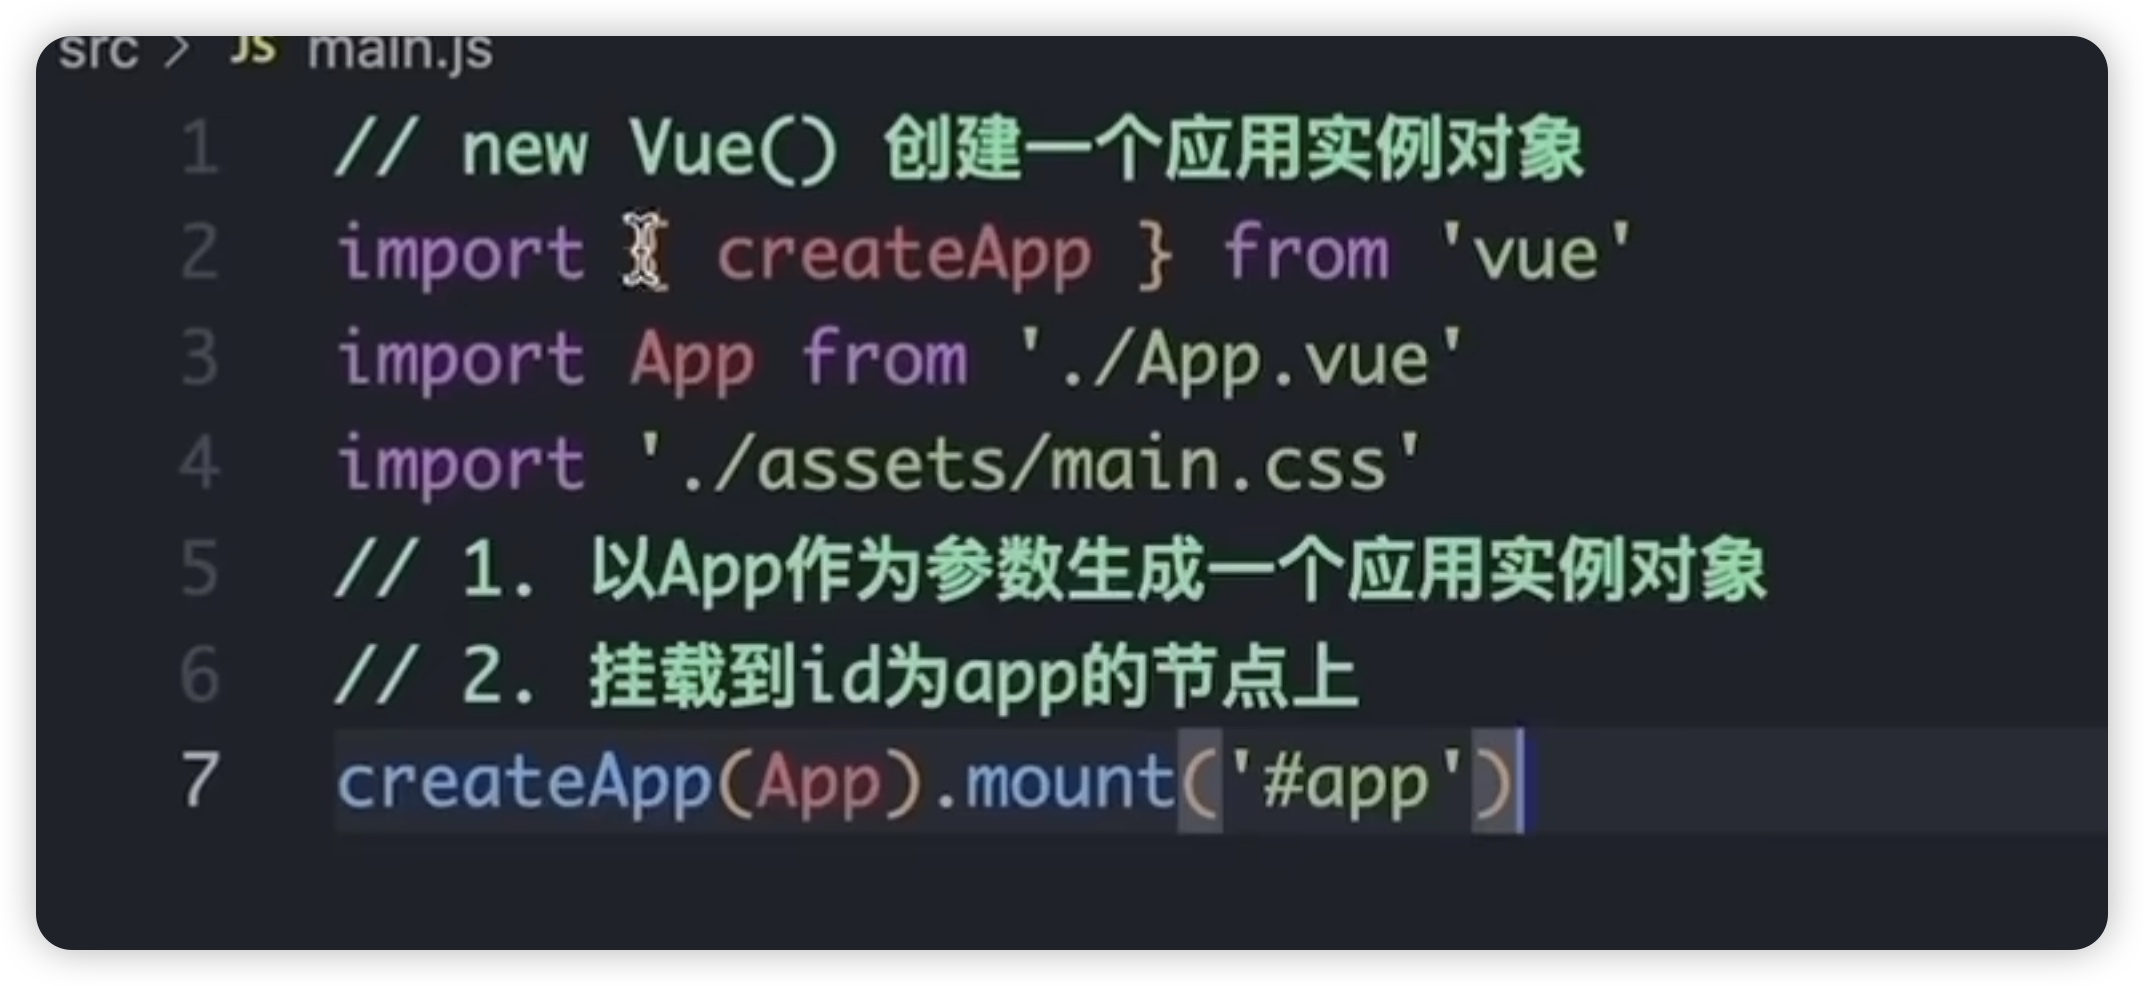 src > JS main.js
1 // new Vue() 创建一个应用实例对象
2 import { createApp } from 'vue'
3 import App from './App.vue'
4 import './assets/main.css'
5 // 1. 以App作为参数生成一个应用实例对象
6 // 2. 挂载到id为app的节点上
7 createApp(App).mount('#app')